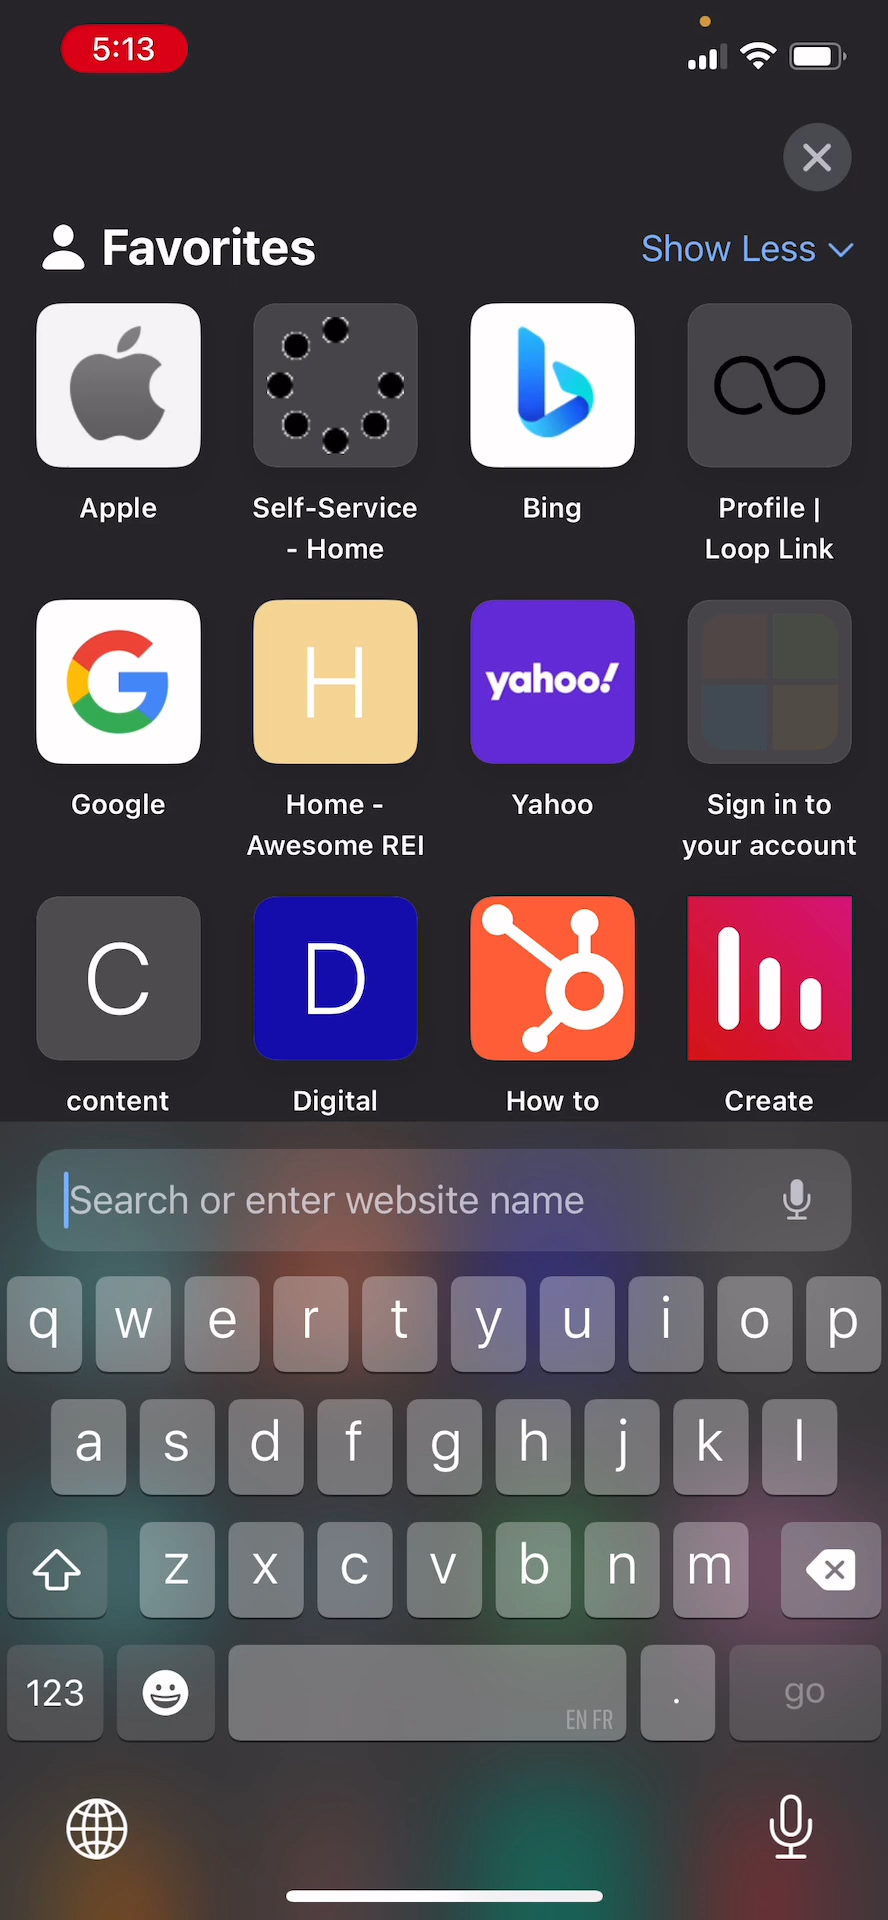 5:13
Favorites
Show Less
Apple
Self-Service
- Home
Bing
Profile |
Loop Link
H
yahoo!
Google
Home -
Awesome REI
Yahoo
Sign in to
your account
C
D
content
Digital
How to
Create
Search or enter website name
q w e r t y u i o p
a s d f g h j k l
z x c v b n m
123
EN FR
.
go